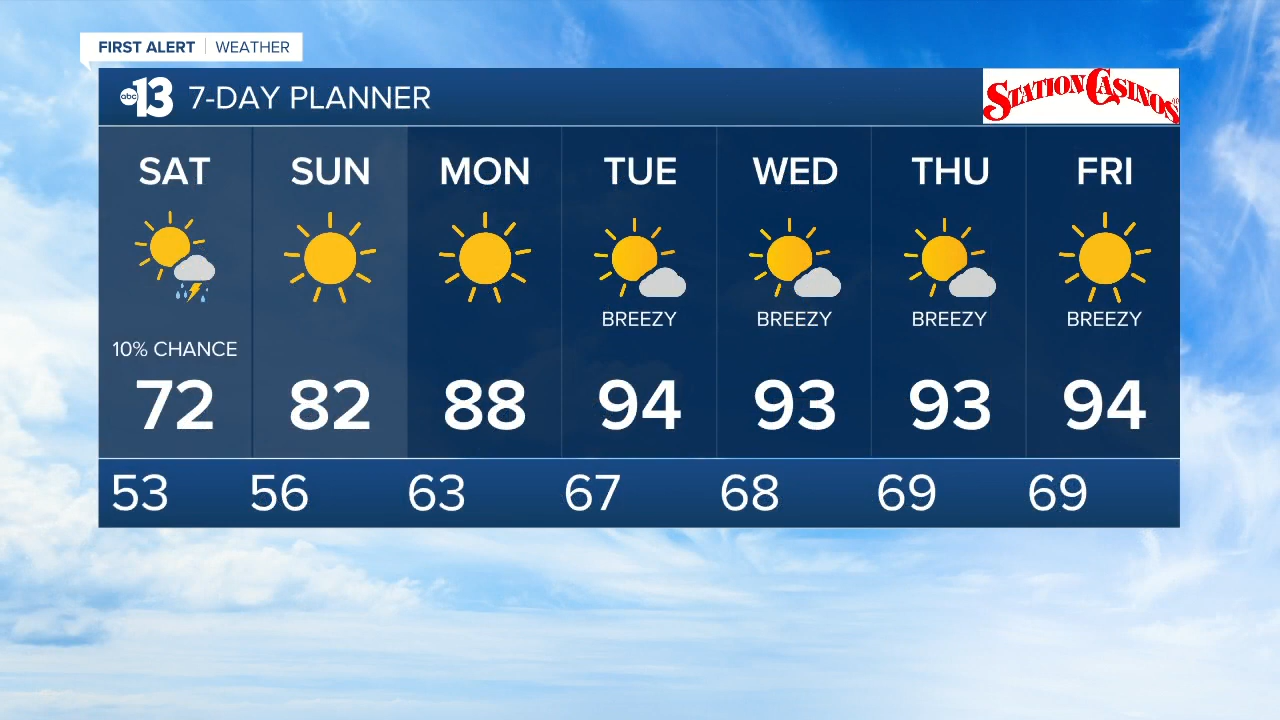 FIRST ALERT | WEATHER
abc 13 7-DAY PLANNER
STATION CASINOS
SAT SUN MON TUE WED THU FRI
BREEZY BREEZY BREEZY BREEZY
10% CHANCE
72 82 88 94 93 93 94
53 56 63 67 68 69 69